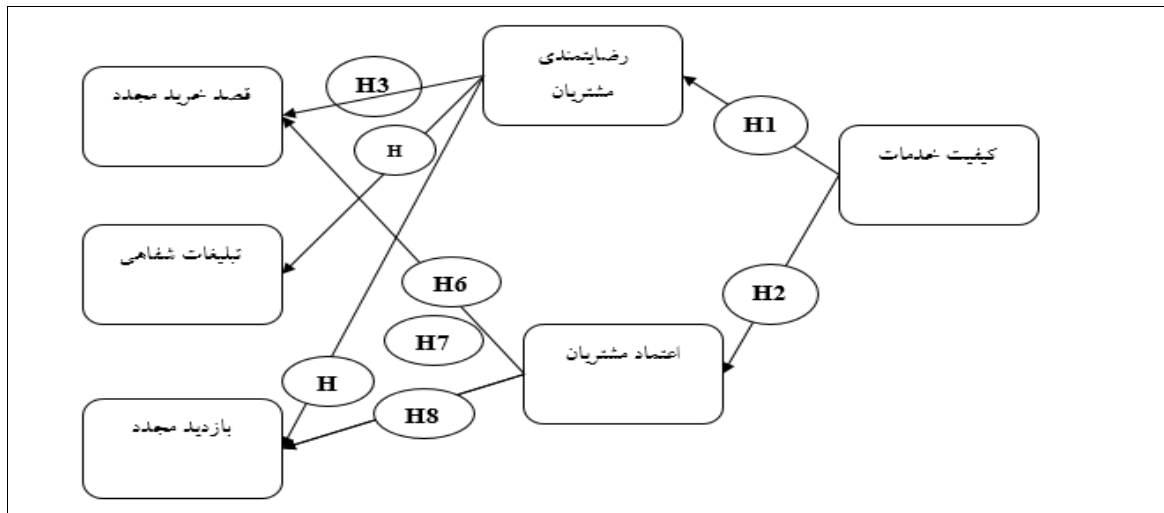 رضایتمندی
مشتریان
H3
قصد خرید مجدد
H1
کیفیت خدمات
H
تبلیغات شفاهی
H6
H2
H7
اعتماد مشتریان
H
H8
بازدید مجدد